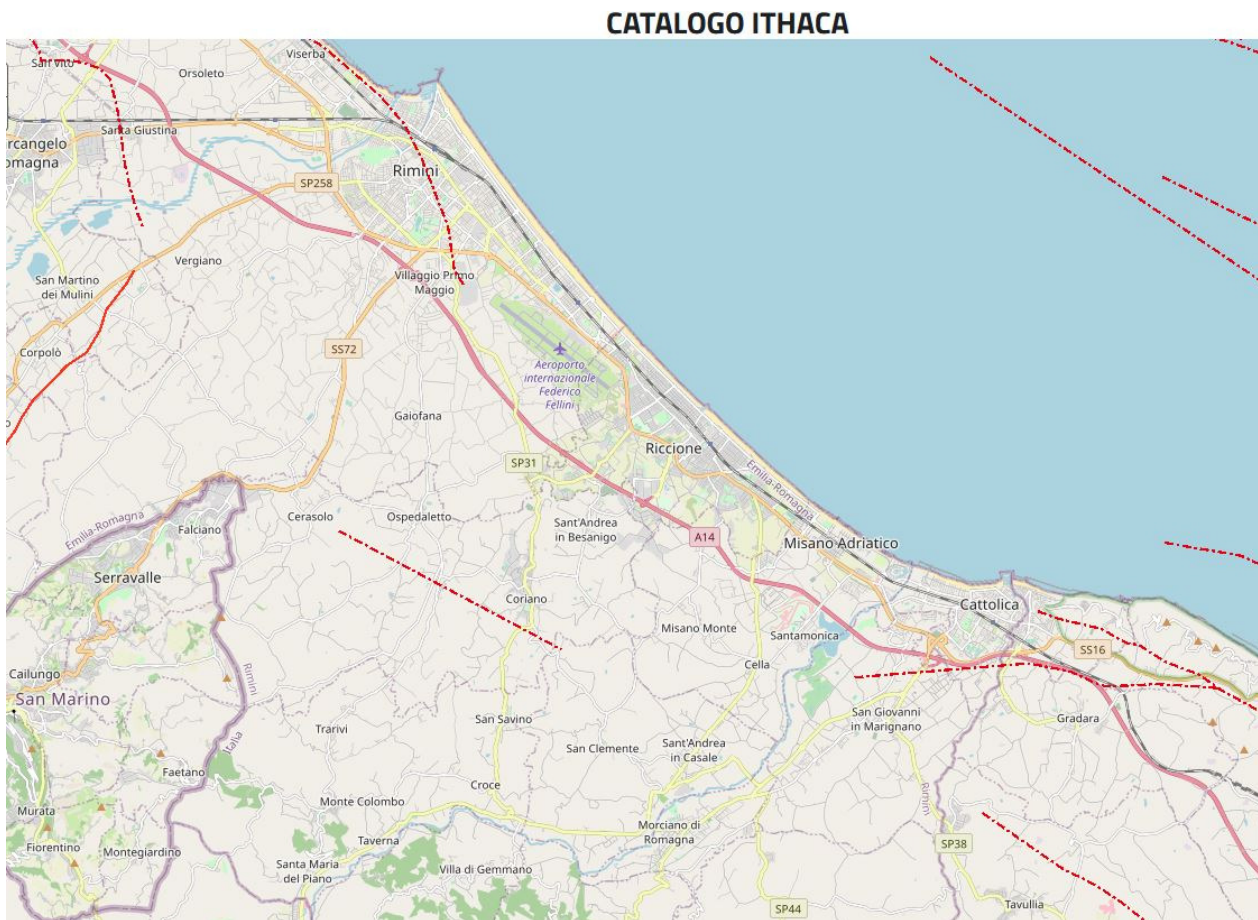 CATALOGO ITHACA
San Vito
Orsoleto
Viserba
Santa Giustina
rcangelo
omagna
Rimini
SP258
Vergiano
San Martino
dei Mulini
Villaggio Primo
Maggio
Corpolò
SS72
Aeroporto
internazionale
Federico
Fellini
Gaiofana
Riccione
SP31
Emilia-Romagna
Cerasolo
Ospedaletto
Sant'Andrea
in Besanigo
A14
Misano Adriatico
Emilia-Romagna
Falciano
Serravalle
Coriano
Misano Monte
Santamonica
Cattolica
SS16
Cella
Cailungo
San Marino
Rimini
Italia
San Savino
Trarivi
San Clemente
Sant'Andrea
in Casale
San Giovanni
in Marignano
Gradara
Faetano
Croce
Monte Colombo
Murata
Taverna
Morciano di
Romagna
Rimini
SP38
Fiorentino
Montegiardino
Santa Maria
del Piano
Villa di Gemmano
SP44
Tavullia